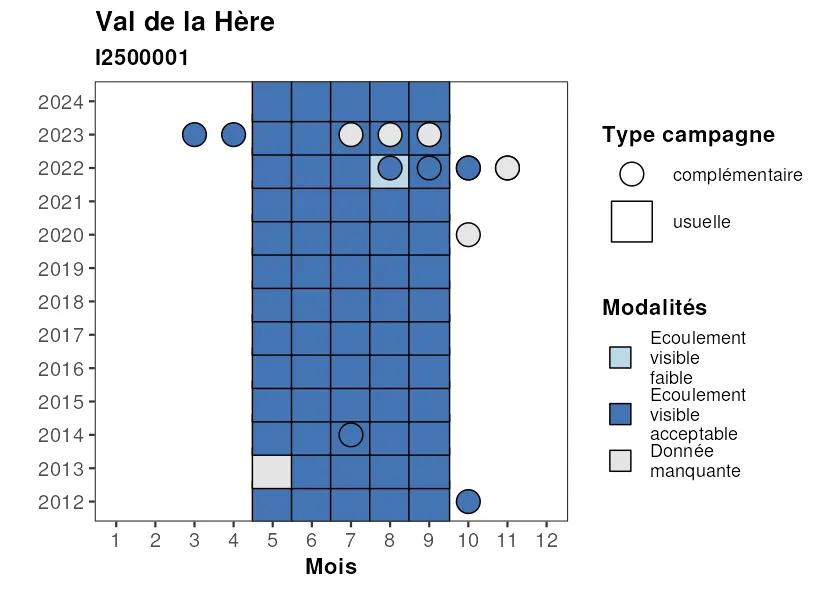 Val de la Hère
I2500001
2024
2023
2022
2021
2020
2019
2018
2017
2016
2015
2014
2013
2012
1 2 3 4 5 6 7 8 9 10 11 12
Mois
Type campagne
complémentaire
usuelle
Modalités
Ecoulement
visible
faible
Ecoulement
visible
acceptable
Donnée
manquante